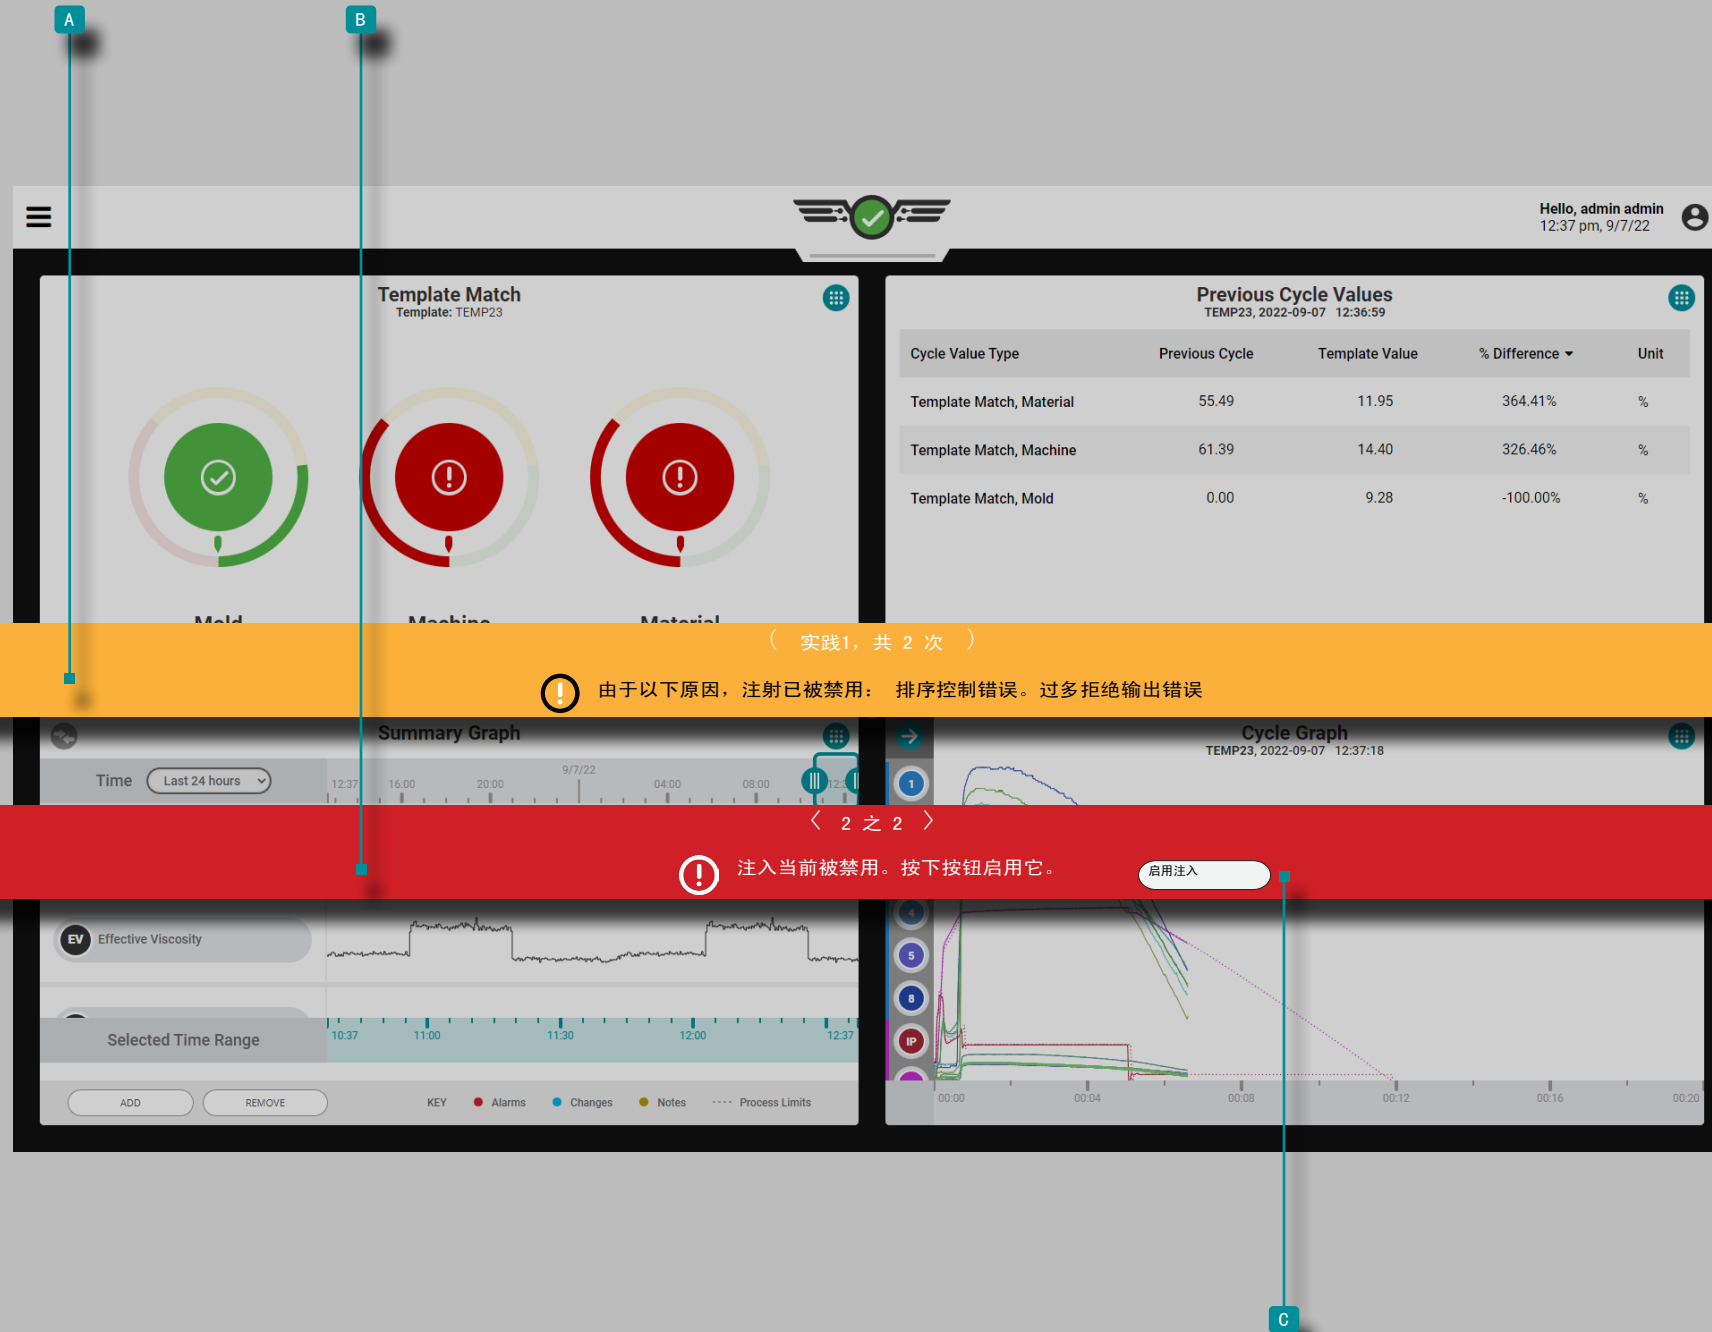 A
B
Hello, admin admin
12:37 pm, 9/7/22
Template Match
Template: TEMP23
Mold
Machine
Material
Previous Cycle Values
TEMP23, 2022-09-07 12:36:59
Cycle Value Type Previous Cycle Template Value % Difference Unit
Template Match, Material 55.49 11.95 364.41% %
Template Match, Machine 61.39 14.40 326.46% %
Template Match, Mold 0.00 9.28 -100.00% %
( 实践1, 共 2 次 )
由于以下原因，注射已被禁用： 排序控制错误。过多拒绝输出错误
Summary Graph
Time Last 24 hours
9/7/22
12:37 16:00 20:00 04:00 08:00
Cycle Graph
TEMP23, 2022-09-07 12:37:18
1
〈 2 之 2 〉
注入当前被禁用。按下按钮启用它。
启用注入
EV Effective Viscosity
4
5
8
IP
Selected Time Range
10:37 11:00 11:30 12:00 12:37
ADD REMOVE
KEY Alarms Changes Notes Process Limits
00:00 00:04 00:08 00:12 00:16 00:20
C